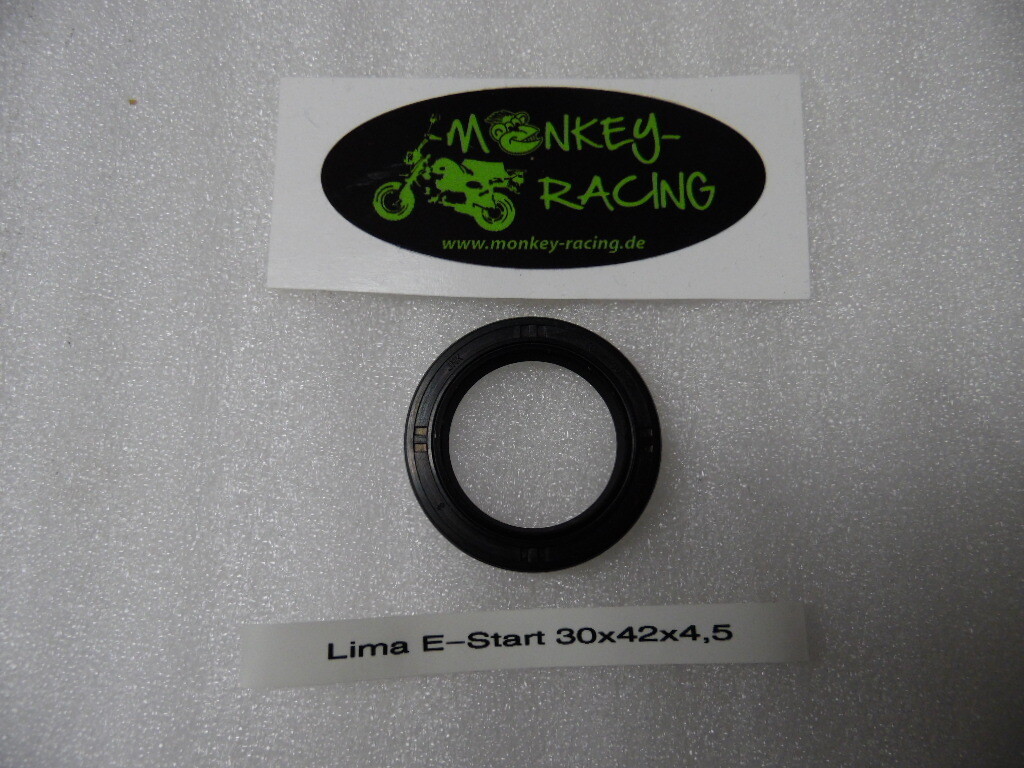 -MONKEY-
RACING
www.monkey-racing.de
Lima E-Start 30x42x4,5